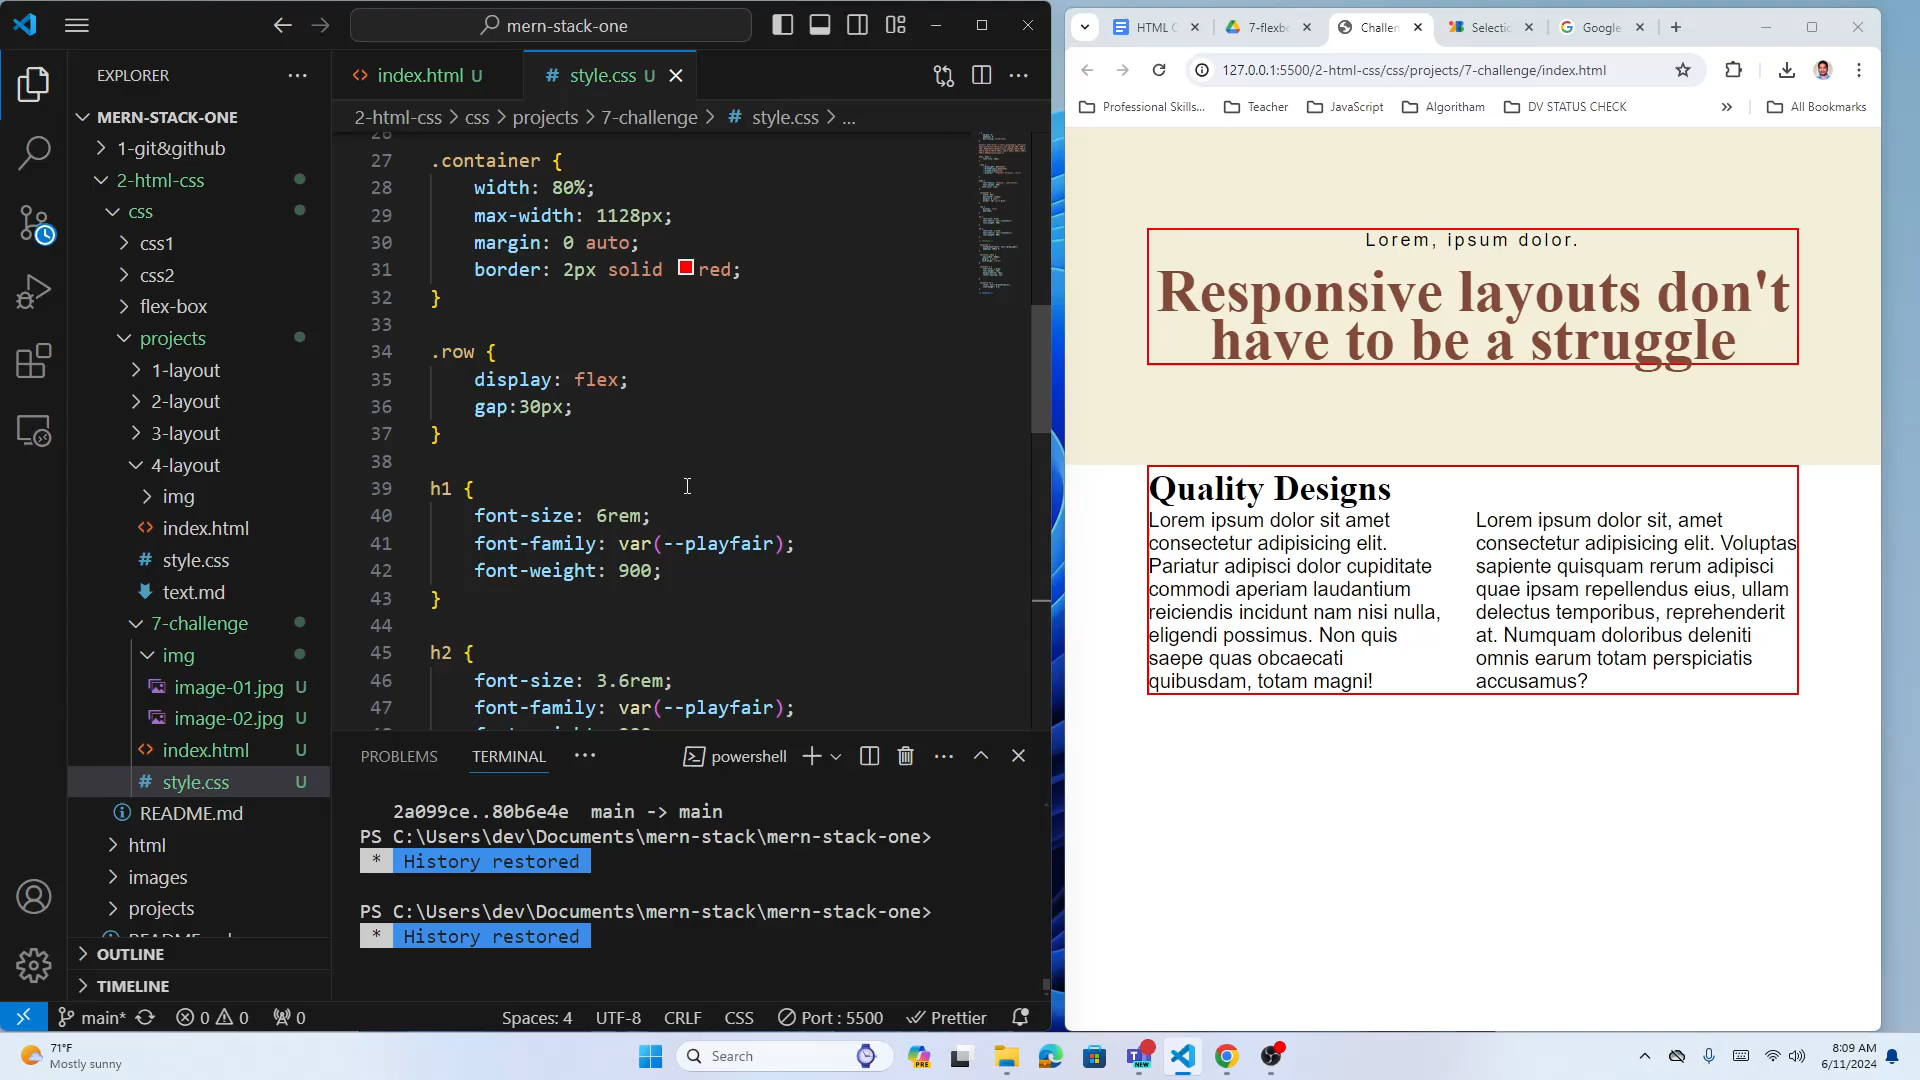 mern-stack-one
EXPLORER
MERN-STACK-ONE
1-git&github
2-html-css
css
css1
css2
flex-box
projects
1-layout
2-layout
3-layout
4-layout
img
index.html
style.css
text.md
7-challenge
img
image-01.jpg U
image-02.jpg U
index.html U
style.css U
README.md
html
images
projects
OUTLINE
TIMELINE
index.html U
style.css U
2-html-css > css > projects > 7-challenge > # style.css > ...
27 .container {
28 width: 80%;
29 max-width: 1128px;
30 margin: 0 auto;
31 border: 2px solid red;
32 }
33
34 .row {
35 display: flex;
36 gap:30px;
37 }
38
39 h1 {
40 font-size: 6rem;
41 font-family: var(--playfair);
42 font-weight: 900;
43 }
44
45 h2 {
46 font-size: 3.6rem;
47 font-family: var(--playfair);
PROBLEMS TERMINAL ... powershell
2a099ce..80b6e4e main -> main
PS C:\Users\dev\Documents\mern-stack\mern-stack-one>
* History restored
PS C:\Users\dev\Documents\mern-stack\mern-stack-one>
* History restored
main* 0 0 0 Spaces: 4 UTF-8 CRLF CSS Port : 5500 Prettier
HTML C 7-flexb Challen Selectic Google
127.0.0.1:5500/2-html-css/css/projects/7-challenge/index.html
Professional Skills... Teacher JavaScript Algoritham DV STATUS CHECK » All Bookmarks
Lorem, ipsum dolor.
Responsive layouts don't
have to be a struggle
Quality Designs
Lorem ipsum dolor sit amet
consectetur adipisicing elit.
Pariatur adipisci dolor cupiditate
commodi aperiam laudantium
reiciendis incidunt nam nisi nulla,
eligendi possimus. Non quis
saepe quas obcaecati
quibusdam, totam magni!
Lorem ipsum dolor sit, amet
consectetur adipisicing elit. Voluptas
sapiente quisquam rerum adipisci
quae ipsam repellendus eius, ullam
delectus temporibus, reprehenderit
at. Numquam doloribus deleniti
omnis earum totam perspiciatis
accusamus?
71°F
Mostly sunny
Search
PRE
NEW
8:09 AM
6/11/2024